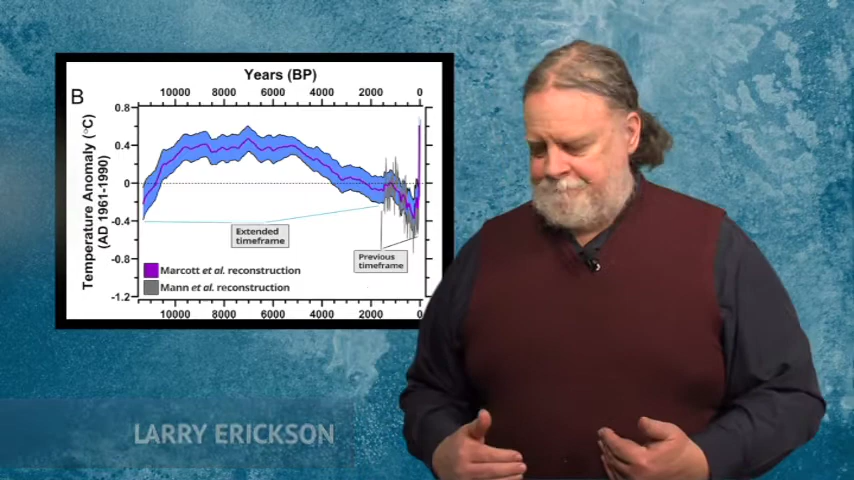 Years (BP)
B
10000 8000 6000 4000 2000 0
Temperature Anomaly (°C)
(AD 1961-1990)
0.8
0.4
0
-0.4
-0.8
-1.2
Extended
timeframe
Previous
timeframe
Marcott et al. reconstruction
Mann et al. reconstruction
10000 8000 6000 4000 2000 0
LARRY ERICKSON